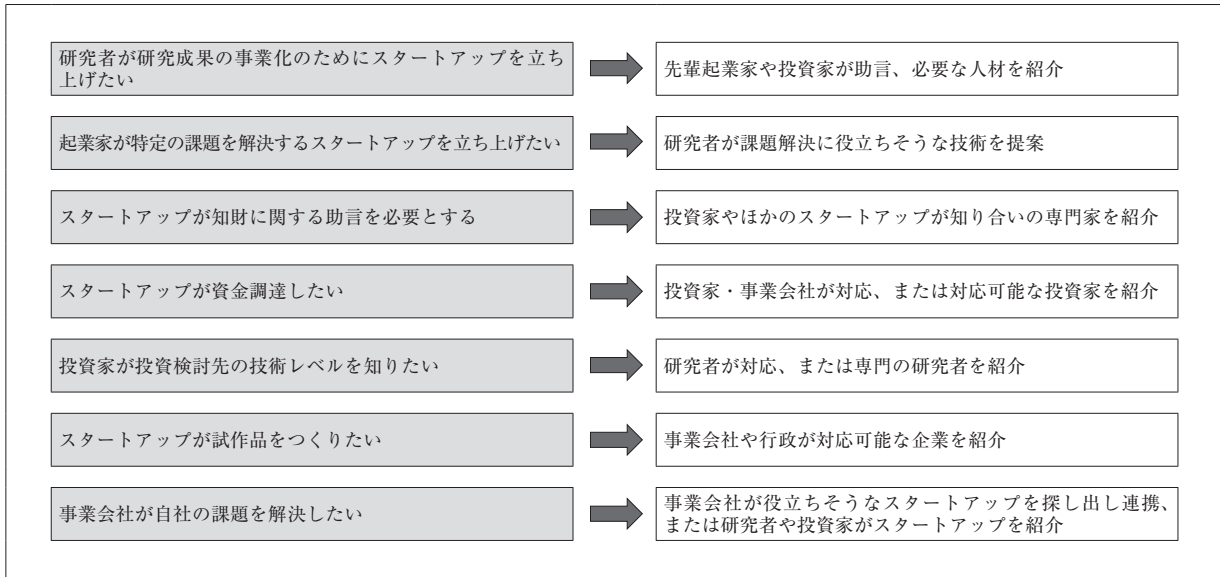 研究者が研究成果の事業化のためにスタートアップを立ち
上げたい
先輩起業家や投資家が助言、必要な人材を紹介
起業家が特定の課題を解決するスタートアップを立ち上げたい
研究者が課題解決に役立ちそうな技術を提案
スタートアップが知財に関する助言を必要とする
投資家やほかのスタートアップが知り合いの専門家を紹介
スタートアップが資金調達したい
投資家・事業会社が対応、または対応可能な投資家を紹介
投資家が投資検討先の技術レベルを知りたい
研究者が対応、または専門の研究者を紹介
スタートアップが試作品をつくりたい
事業会社や行政が対応可能な企業を紹介
事業会社が自社の課題を解決したい
事業会社が役立ちそうなスタートアップを探し出し連携、
または研究者や投資家がスタートアップを紹介